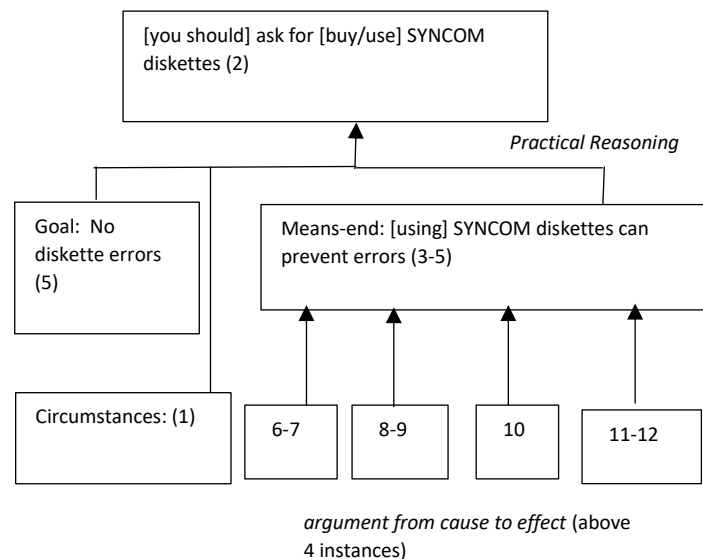 [you should] ask for [buy/use] SYNCOM
diskettes (2)
Practical Reasoning
Goal:  No
diskette errors
(5)
Means-end: [using] SYNCOM diskettes can
prevent errors (3-5)
Circumstances: (1)
6-7
8-9
10
11-12
argument from cause to effect (above
4 instances)